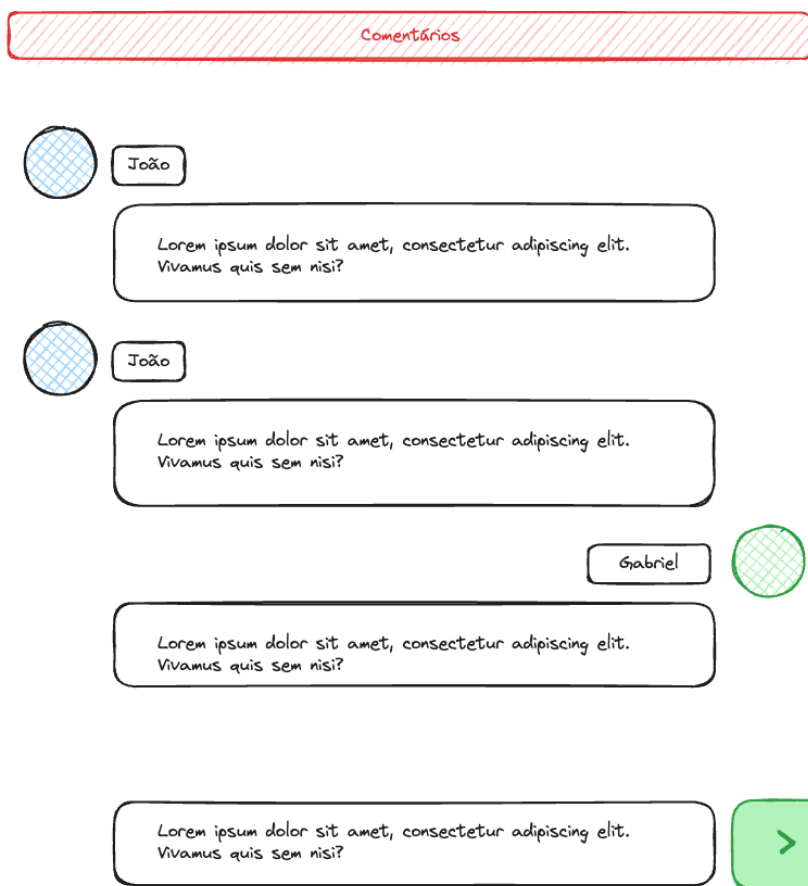 Comentários
João
Lorem ipsum dolor sit amet, consectetur adipiscing elit.
Vivamus quis sem nisi?
João
Lorem ipsum dolor sit amet, consectetur adipiscing elit.
Vivamus quis sem nisi?
Gabriel
Lorem ipsum dolor sit amet, consectetur adipiscing elit.
Vivamus quis sem nisi?
Lorem ipsum dolor sit amet, consectetur adipiscing elit.
Vivamus quis sem nisi?
>